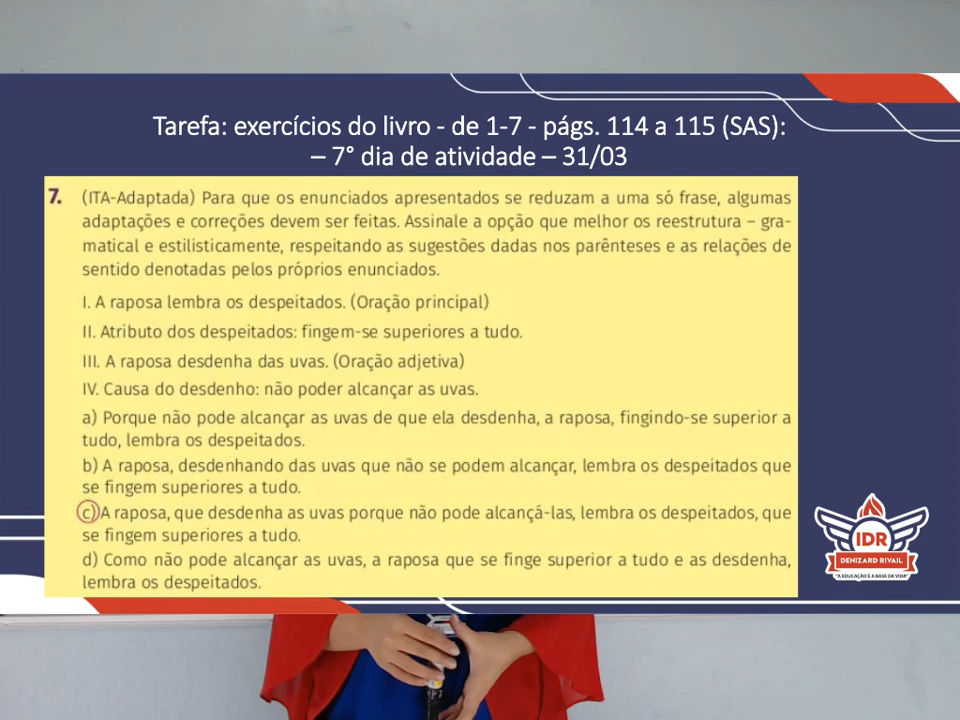 Tarefa: exercícios do livro - de 1-7 - págs. 114 a 115 (SAS):
– 7° dia de atividade – 31/03
7. (ITA-Adaptada) Para que os enunciados apresentados se reduzam a uma só frase, algumas
adaptações e correções devem ser feitas. Assinale a opção que melhor os reestrutura – gra-
matical e estilisticamente, respeitando as sugestões dadas nos parênteses e as relações de
sentido denotadas pelos próprios enunciados.
I. A raposa lembra os despeitados. (Oração principal)
II. Atributo dos despeitados: fingem-se superiores a tudo.
III. A raposa desdenha das uvas. (Oração adjetiva)
IV. Causa do desdenho: não poder alcançar as uvas.
a) Porque não pode alcançar as uvas de que ela desdenha, a raposa, fingindo-se superior a
tudo, lembra os despeitados.
b) A raposa, desdenhando das uvas que não se podem alcançar, lembra os despeitados que
se fingem superiores a tudo.
c) A raposa, que desdenha as uvas porque não pode alcançá-las, lembra os despeitados, que
se fingem superiores a tudo.
d) Como não pode alcançar as uvas, a raposa que se finge superior a tudo e as desdenha,
lembra os despeitados.
IDR
DENIZARD RIVAIL
"A EDUCAÇÃO É A BASE DA VIDA"